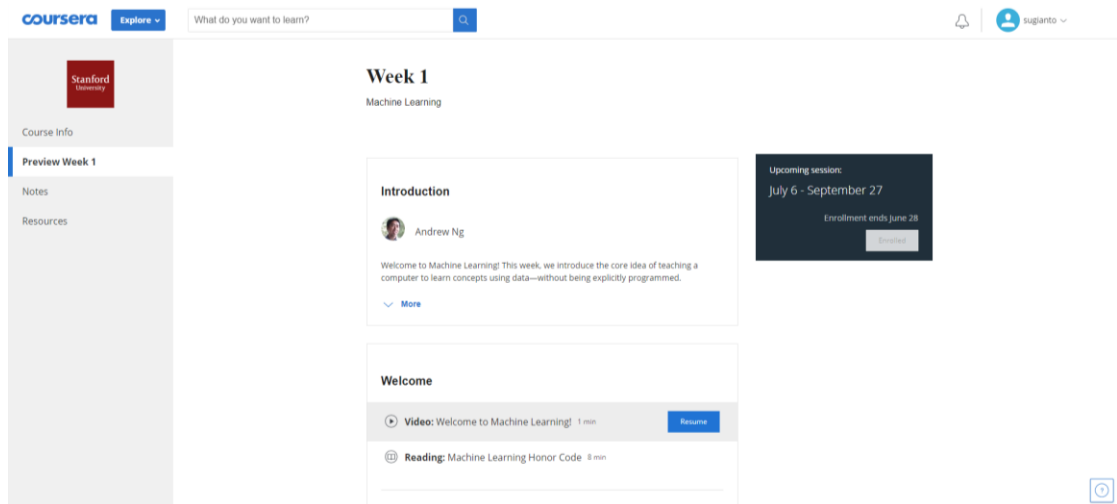 coursera
Explore
What do you want to learn?
sugianto
Stanford
University
Course Info
Preview Week 1
Notes
Resources
Week 1
Machine Learning
Introduction
Andrew Ng
Welcome to Machine Learning! This week, we introduce the core idea of teaching a
computer to learn concepts using data—without being explicitly programmed.
More
Upcoming session:
July 6 - September 27
Enrollment ends June 28
Enrolled
Welcome
Video: Welcome to Machine Learning! 1 min
Resume
Reading: Machine Learning Honor Code 8 min